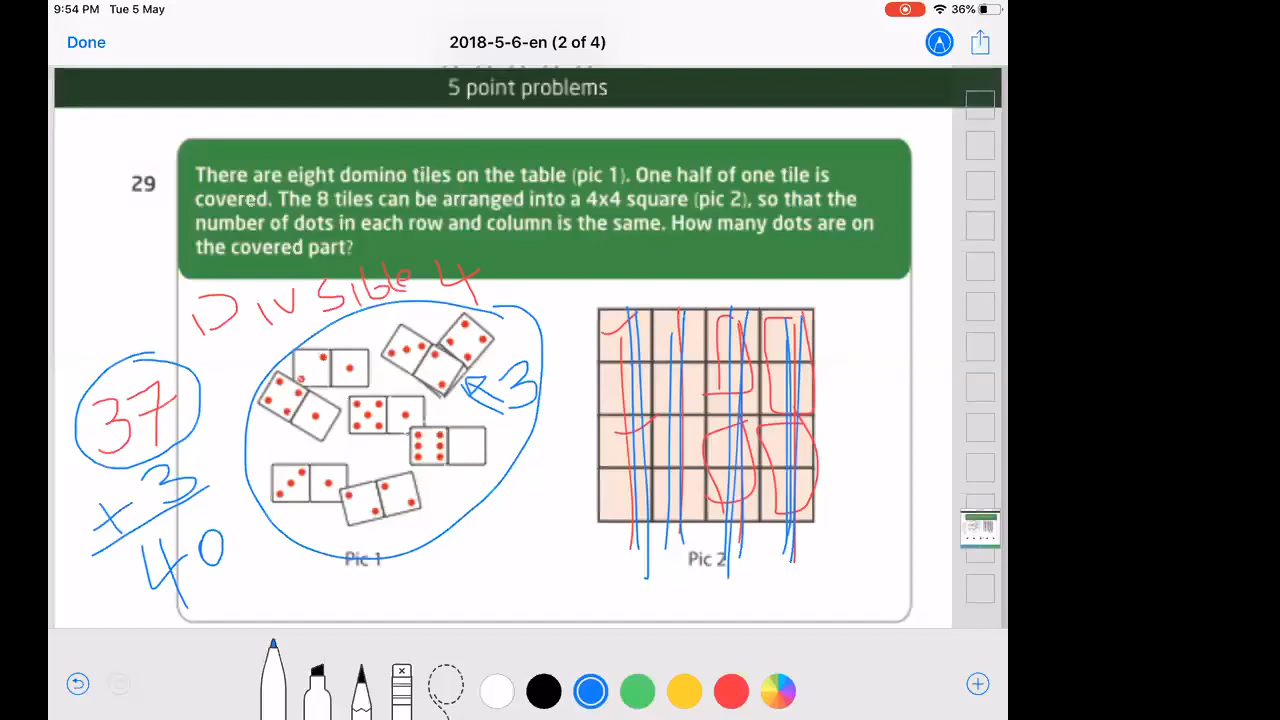 9:54 PM Tue 5 May
36%
Done
2018-5-6-en (2 of 4)
5 point problems
29
There are eight domino tiles on the table (pic 1). One half of one tile is
covered. The 8 tiles can be arranged into a 4x4 square (pic 2), so that the
number of dots in each row and column is the same. How many dots are on
the covered part?
Divsible 4
37
+ 3
40
3
Pic 1
Pic 2